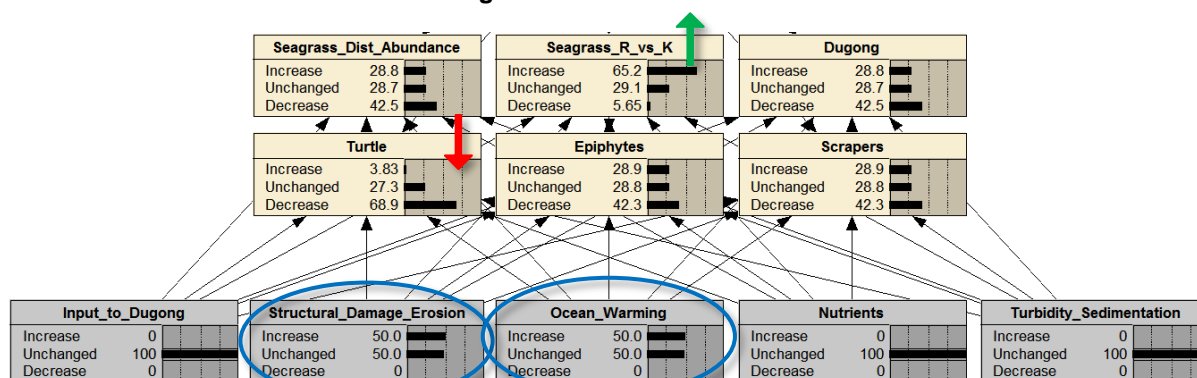 Seagrass_Dist_Abundance Seagrass_R_vs_K Dugong
Increase 28.8 Increase 65.2 Increase 28.8
Unchanged 28.7 Unchanged 29.1 Unchanged 28.7
Decrease 42.5 Decrease 5.65 Decrease 42.5
Turtle Epiphytes Scrapers
Increase 3.83 Increase 28.9 Increase 28.9
Unchanged 27.3 Unchanged 28.8 Unchanged 28.8
Decrease 68.9 Decrease 42.3 Decrease 42.3
Input_to_Dugong Structural_Damage_Erosion Ocean_Warming Nutrients Turbidity_Sedimentation
Increase 0 Increase 50.0 Increase 50.0 Increase 0 Increase 0
Unchanged 100 Unchanged 50.0 Unchanged 50.0 Unchanged 100 Unchanged 100
Decrease 0 Decrease 0 Decrease 0 Decrease 0 Decrease 0